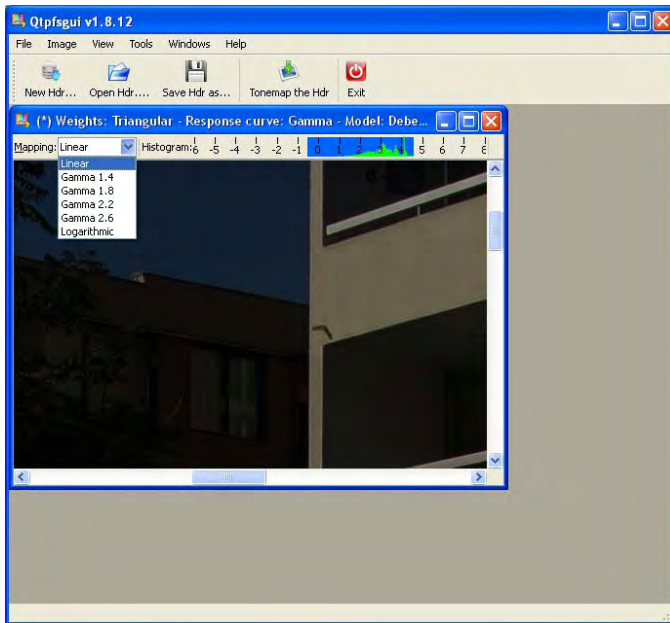 Qtpfsgui v1.8.12
File Image View Tools Windows Help
New Hdr... Open Hdr.... Save Hdr as... Tonemap the Hdr Exit
(*) Weights: Triangular - Response curve: Gamma - Model: Debe...
Mapping: Linear Histogram: 6 -5 -4 -3 -2 -1 0 1 2 3 4 5 6 7 8
Linear
Gamma 1.4
Gamma 1.8
Gamma 2.2
Gamma 2.6
Logarithmic